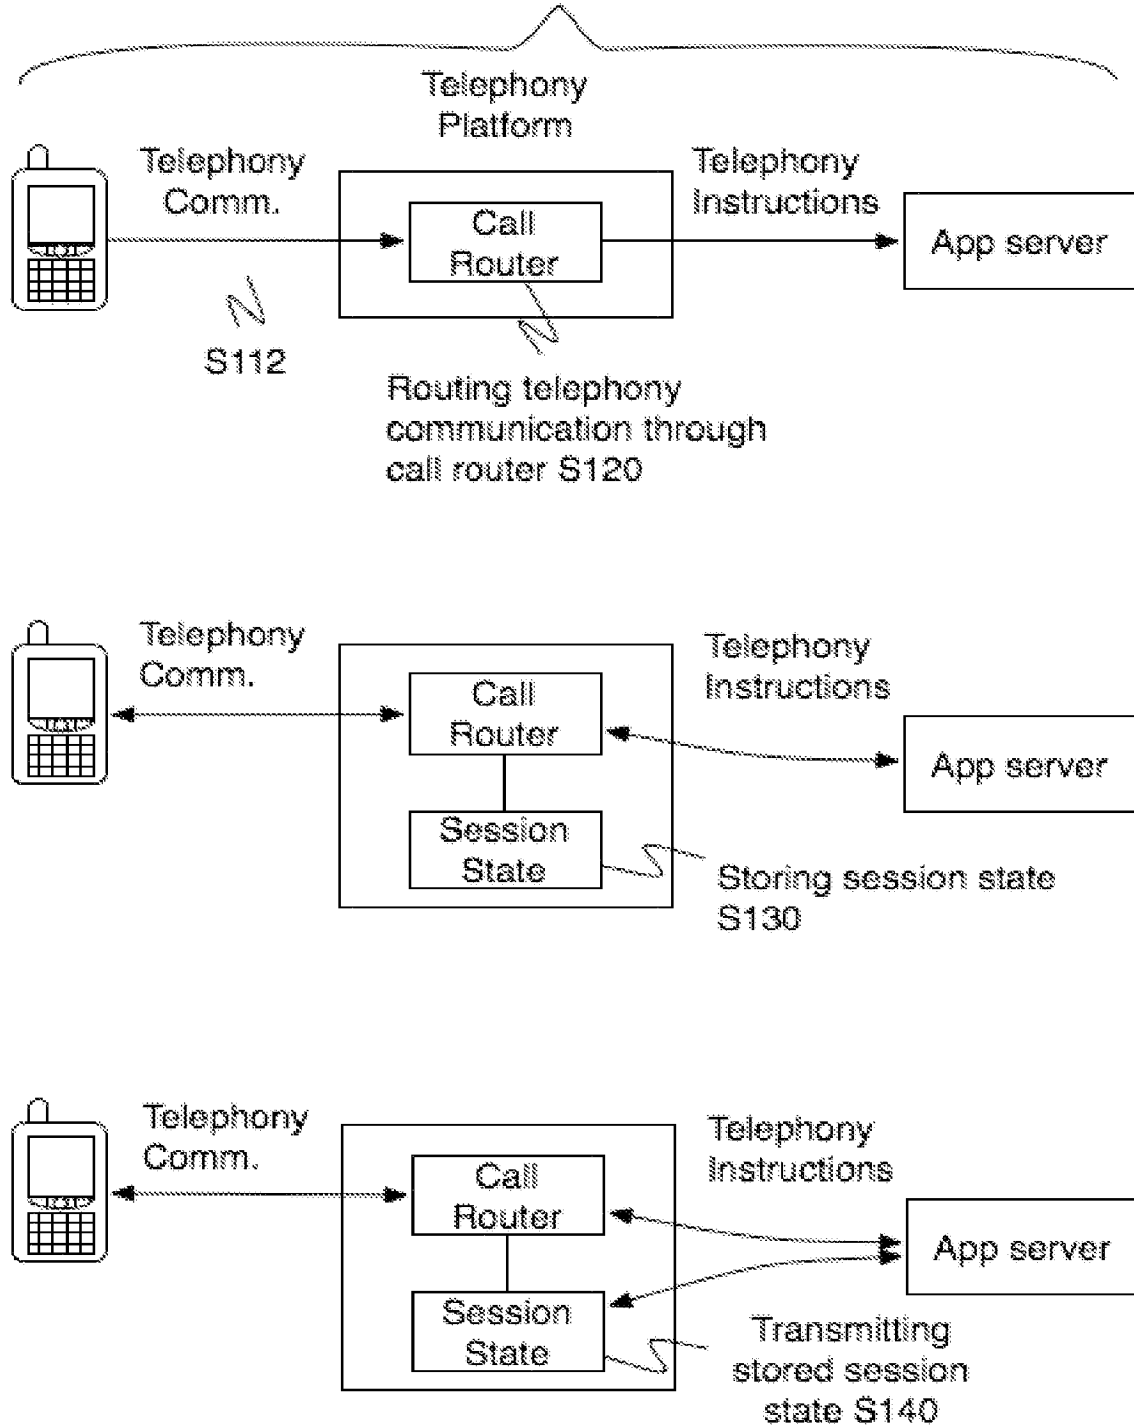 Telephony
Platform
Telephony
Comm.
Telephony
Instructions
Call
Router
App server
S112
Routing telephony
communication through
call router S120
Telephony
Comm.
Telephony
Instructions
Call
Router
App server
Session
State
Storing session state
S130
Telephony
Comm.
Telephony
Instructions
Call
Router
App server
Session
State
Transmitting
stored session
state S140